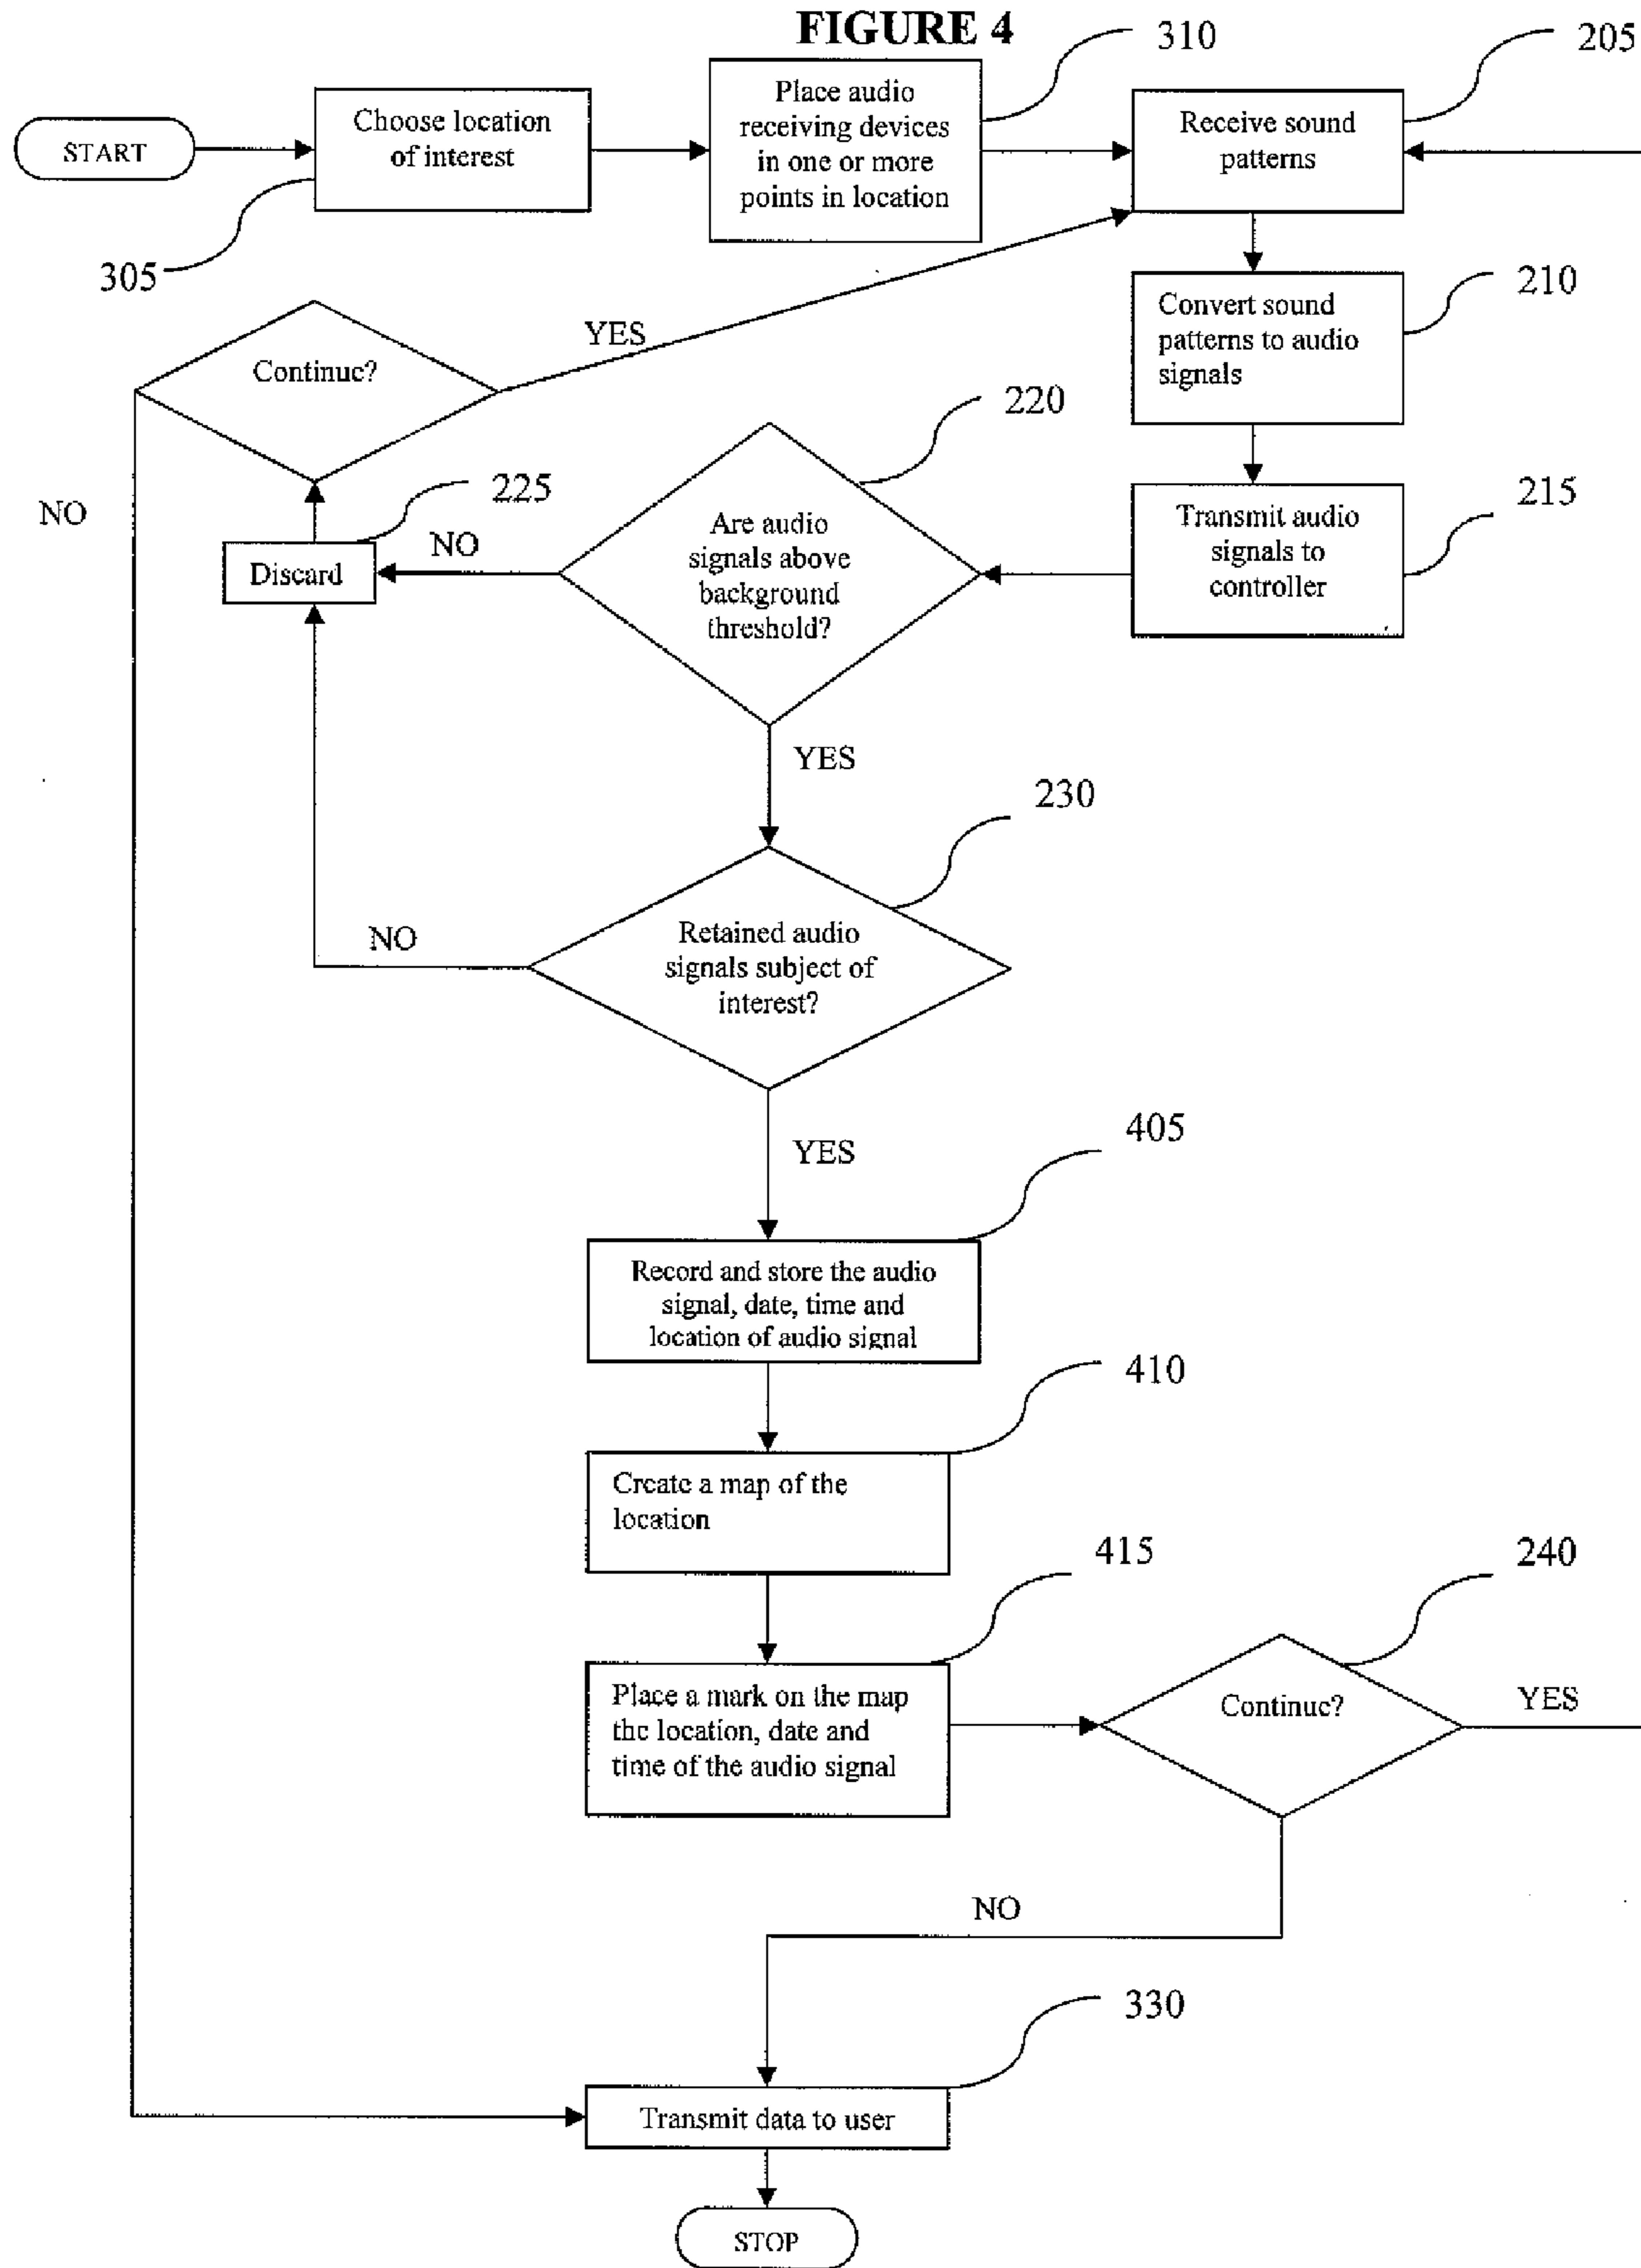 FIGURE 4
310
205
START
Choose location
of interest
Place audio
receiving devices
in one or more
points in location
Receive sound
patterns
305
210
Convert sound
patterns to audio
signals
YES
Continue?
220
NO
225
215
Are audio
signals above
background
threshold?
Transmit audio
signals to
controller
NO
Discard
YES
230
NO
Retained audio
signals subject of
interest?
405
YES
Record and store the audio
signal, date, time and
location of audio signal
410
Create a map of the
location
415
240
Place a mark on the map
the location, date and
time of the audio signal
Continue?
YES
NO
330
Transmit data to user
STOP